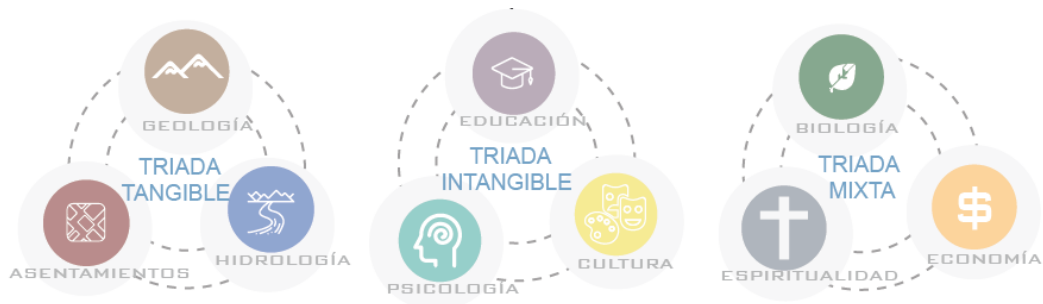 GEOLOGÍA
TRIADA
TANGIBLE
ASENTAMIENTOS
HIDROLOGÍA
EDUCACIÓN
TRIADA
INTANGIBLE
PSICOLOGÍA
CULTURA
BIOLOGÍA
TRIADA
MIXTA
ESPIRITUALIDAD
$
ECONOMÍA